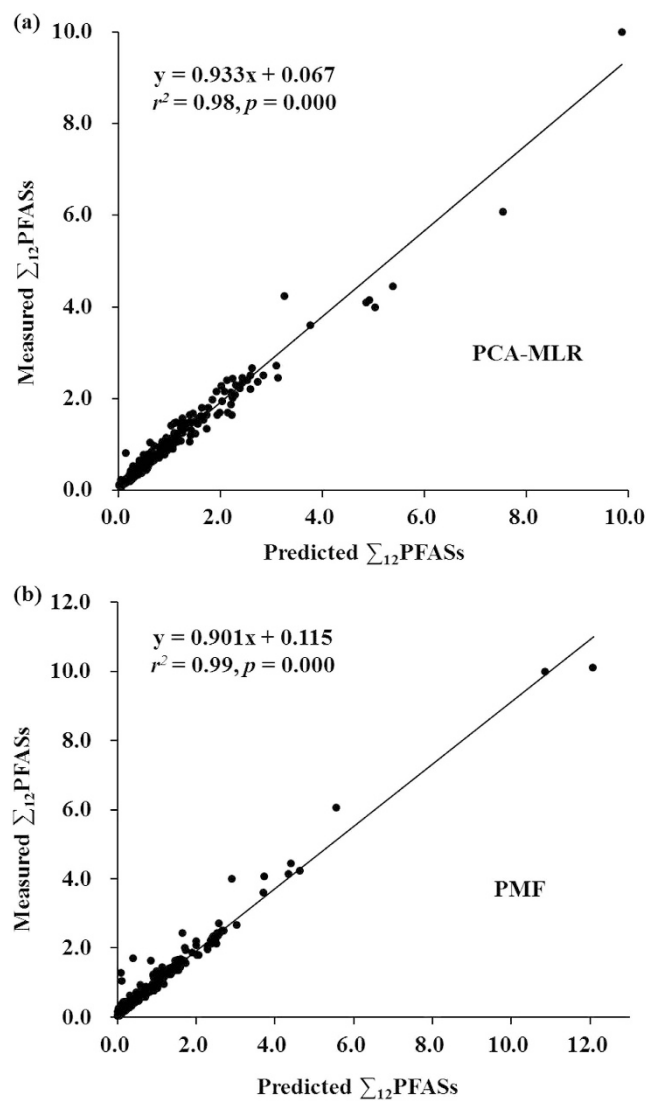 (a)
10.0
8.0
6.0
4.0
2.0
0.0
Measured ∑₁₂PFASs
y = 0.933x + 0.067
r² = 0.98, p = 0.000
PCA-MLR
0.0 2.0 4.0 6.0 8.0 10.0
Predicted ∑₁₂PFASs
(b)
12.0
10.0
8.0
6.0
4.0
2.0
0.0
Measured ∑₁₂PFASs
y = 0.901x + 0.115
r² = 0.99, p = 0.000
PMF
0.0 2.0 4.0 6.0 8.0 10.0 12.0
Predicted ∑₁₂PFASs